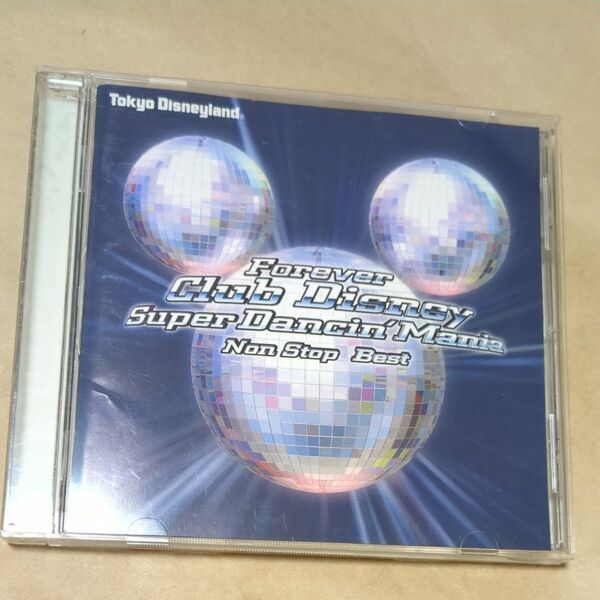 Tokyo Disneyland®
Forever
Club Disney
Super Dancin' Mania
Non Stop Best